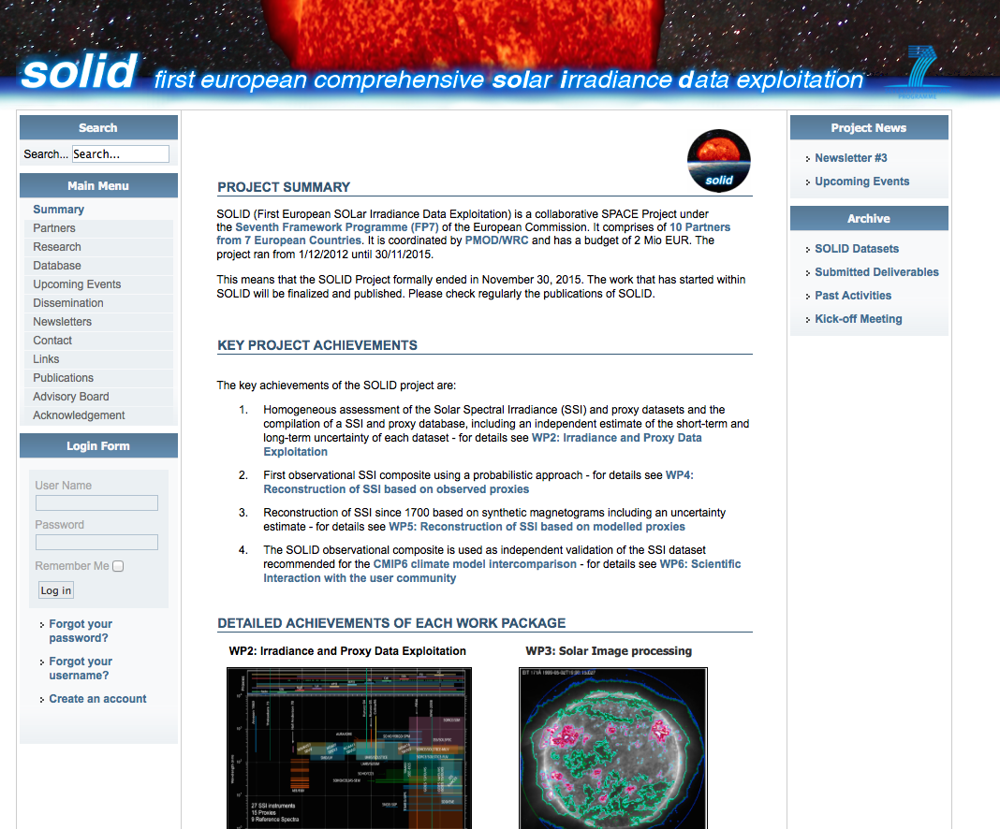 solid first european comprehensive solar irradiance data exploitation
PROGRAMME
Search
Search... Search...
Main Menu
Summary
Partners
Research
Database
Upcoming Events
Dissemination
Newsletters
Contact
Links
Publications
Advisory Board
Acknowledgement
Login Form
User Name
Password
Remember Me
Log in
Forgot your
password?
Forgot your
username?
Create an account
solid
PROJECT SUMMARY
SOLID (First European SOLar Irradiance Data Exploitation) is a collaborative SPACE Project under
the Seventh Framework Programme (FP7) of the European Commission. It comprises of 10 Partners
from 7 European Countries. It is coordinated by PMOD/WRC and has a budget of 2 Mio EUR. The
project ran from 1/12/2012 until 30/11/2015.
This means that the SOLID Project formally ended in November 30, 2015. The work that has started within
SOLID will be finalized and published. Please check regularly the publications of SOLID.
KEY PROJECT ACHIEVEMENTS
The key achievements of the SOLID project are:
1. Homogeneous assessment of the Solar Spectral Irradiance (SSI) and proxy datasets and the
compilation of a SSI and proxy database, including an independent estimate of the short-term and
long-term uncertainty of each dataset - for details see WP2: Irradiance and Proxy Data
Exploitation
2. First observational SSI composite using a probabilistic approach - for details see WP4:
Reconstruction of SSI based on observed proxies
3. Reconstruction of SSI since 1700 based on synthetic magnetograms including an uncertainty
estimate - for details see WP5: Reconstruction of SSI based on modelled proxies
4. The SOLID observational composite is used as independent validation of the SSI dataset
recommended for the CMIP6 climate model intercomparison - for details see WP6: Scientific
Interaction with the user community
DETAILED ACHIEVEMENTS OF EACH WORK PACKAGE
WP2: Irradiance and Proxy Data Exploitation
27 SSI instruments
15 Proxies
9 Reference Spectra
WP3: Solar Image processing
Project News
Newsletter #3
Upcoming Events
Archive
SOLID Datasets
Submitted Deliverables
Past Activities
Kick-off Meeting